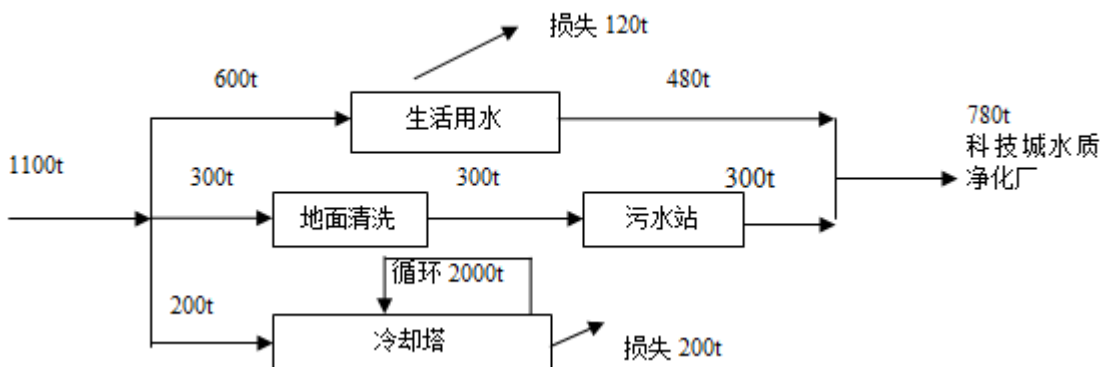 损失 120t
600t
480t
生活用水
780t
科技城水质
净化厂
1100t
300t
300t
300t
地面清洗
污水站
循环 2000t
200t
冷却塔
损失 200t